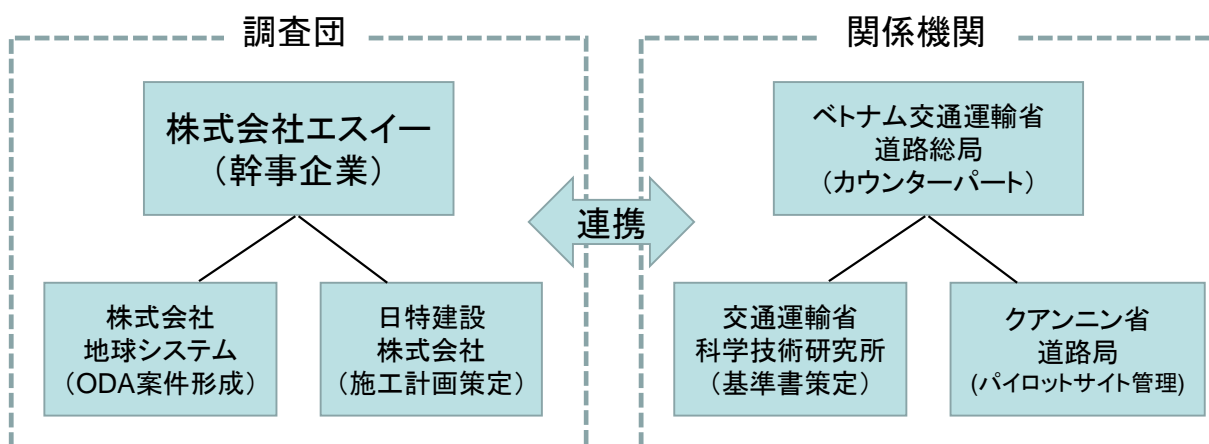 調査団
株式会社エスイー
（幹事企業）
株式会社
地球システム
（ODA案件形成）
日特建設
株式会社
（施工計画策定）
連携
関係機関
ベトナム交通運輸省
道路総局
（カウンターパート）
交通運輸省
科学技術研究所
（基準書策定）
クアンニン省
道路局
(パイロットサイト管理)